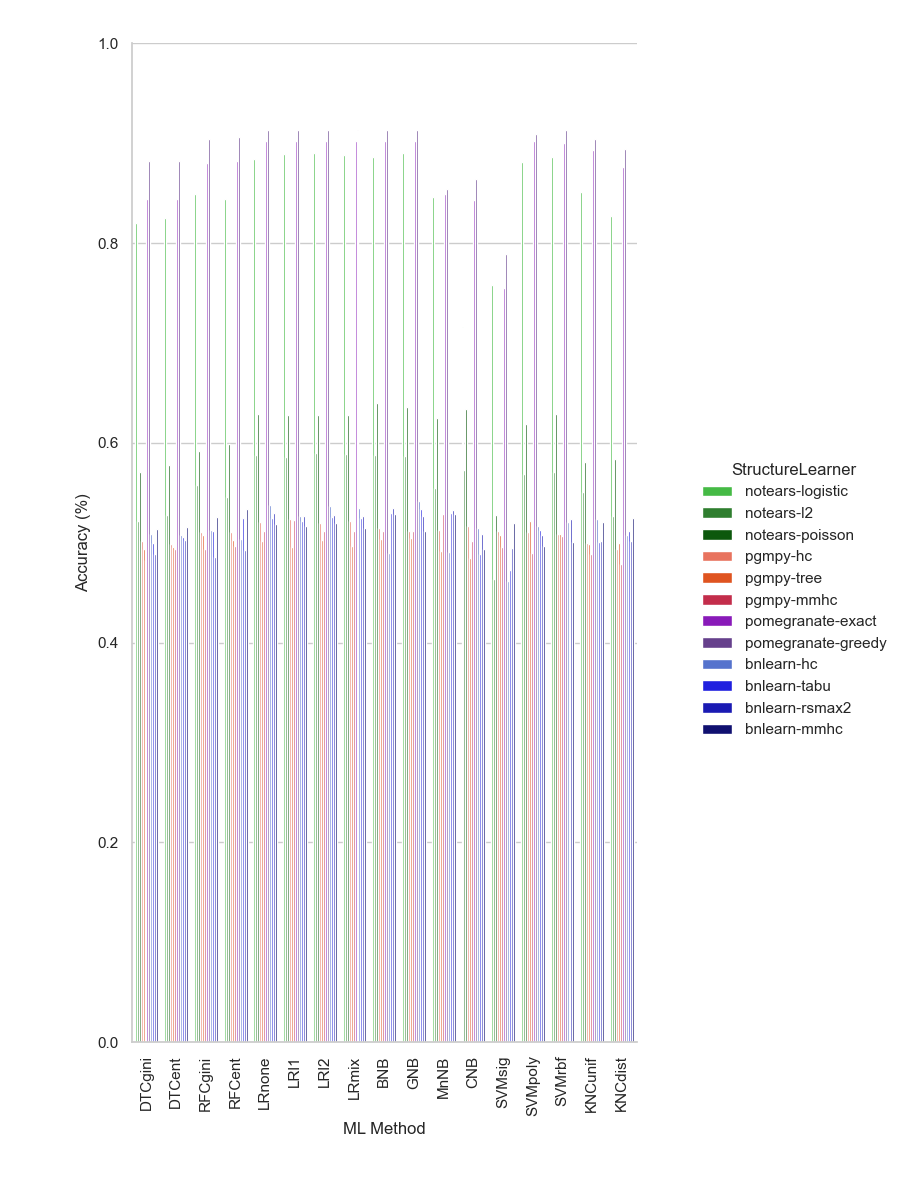 1.0
0.8
0.6
0.4
0.2
0.0
Accuracy (%)
DTCgini
DTCent
RFCgini
RFCent
LRnone
LRl1
LRl2
LRmix
BNB
GNB
MnNB
CNB
SVMsig
SVMpoly
SVMrbf
KNCunif
KNCdist
ML Method
StructureLearner
notears-logistic
notears-l2
notears-poisson
pgmpy-hc
pgmpy-tree
pgmpy-mmhc
pomegranate-exact
pomegranate-greedy
bnlearn-hc
bnlearn-tabu
bnlearn-rsmax2
bnlearn-mmhc